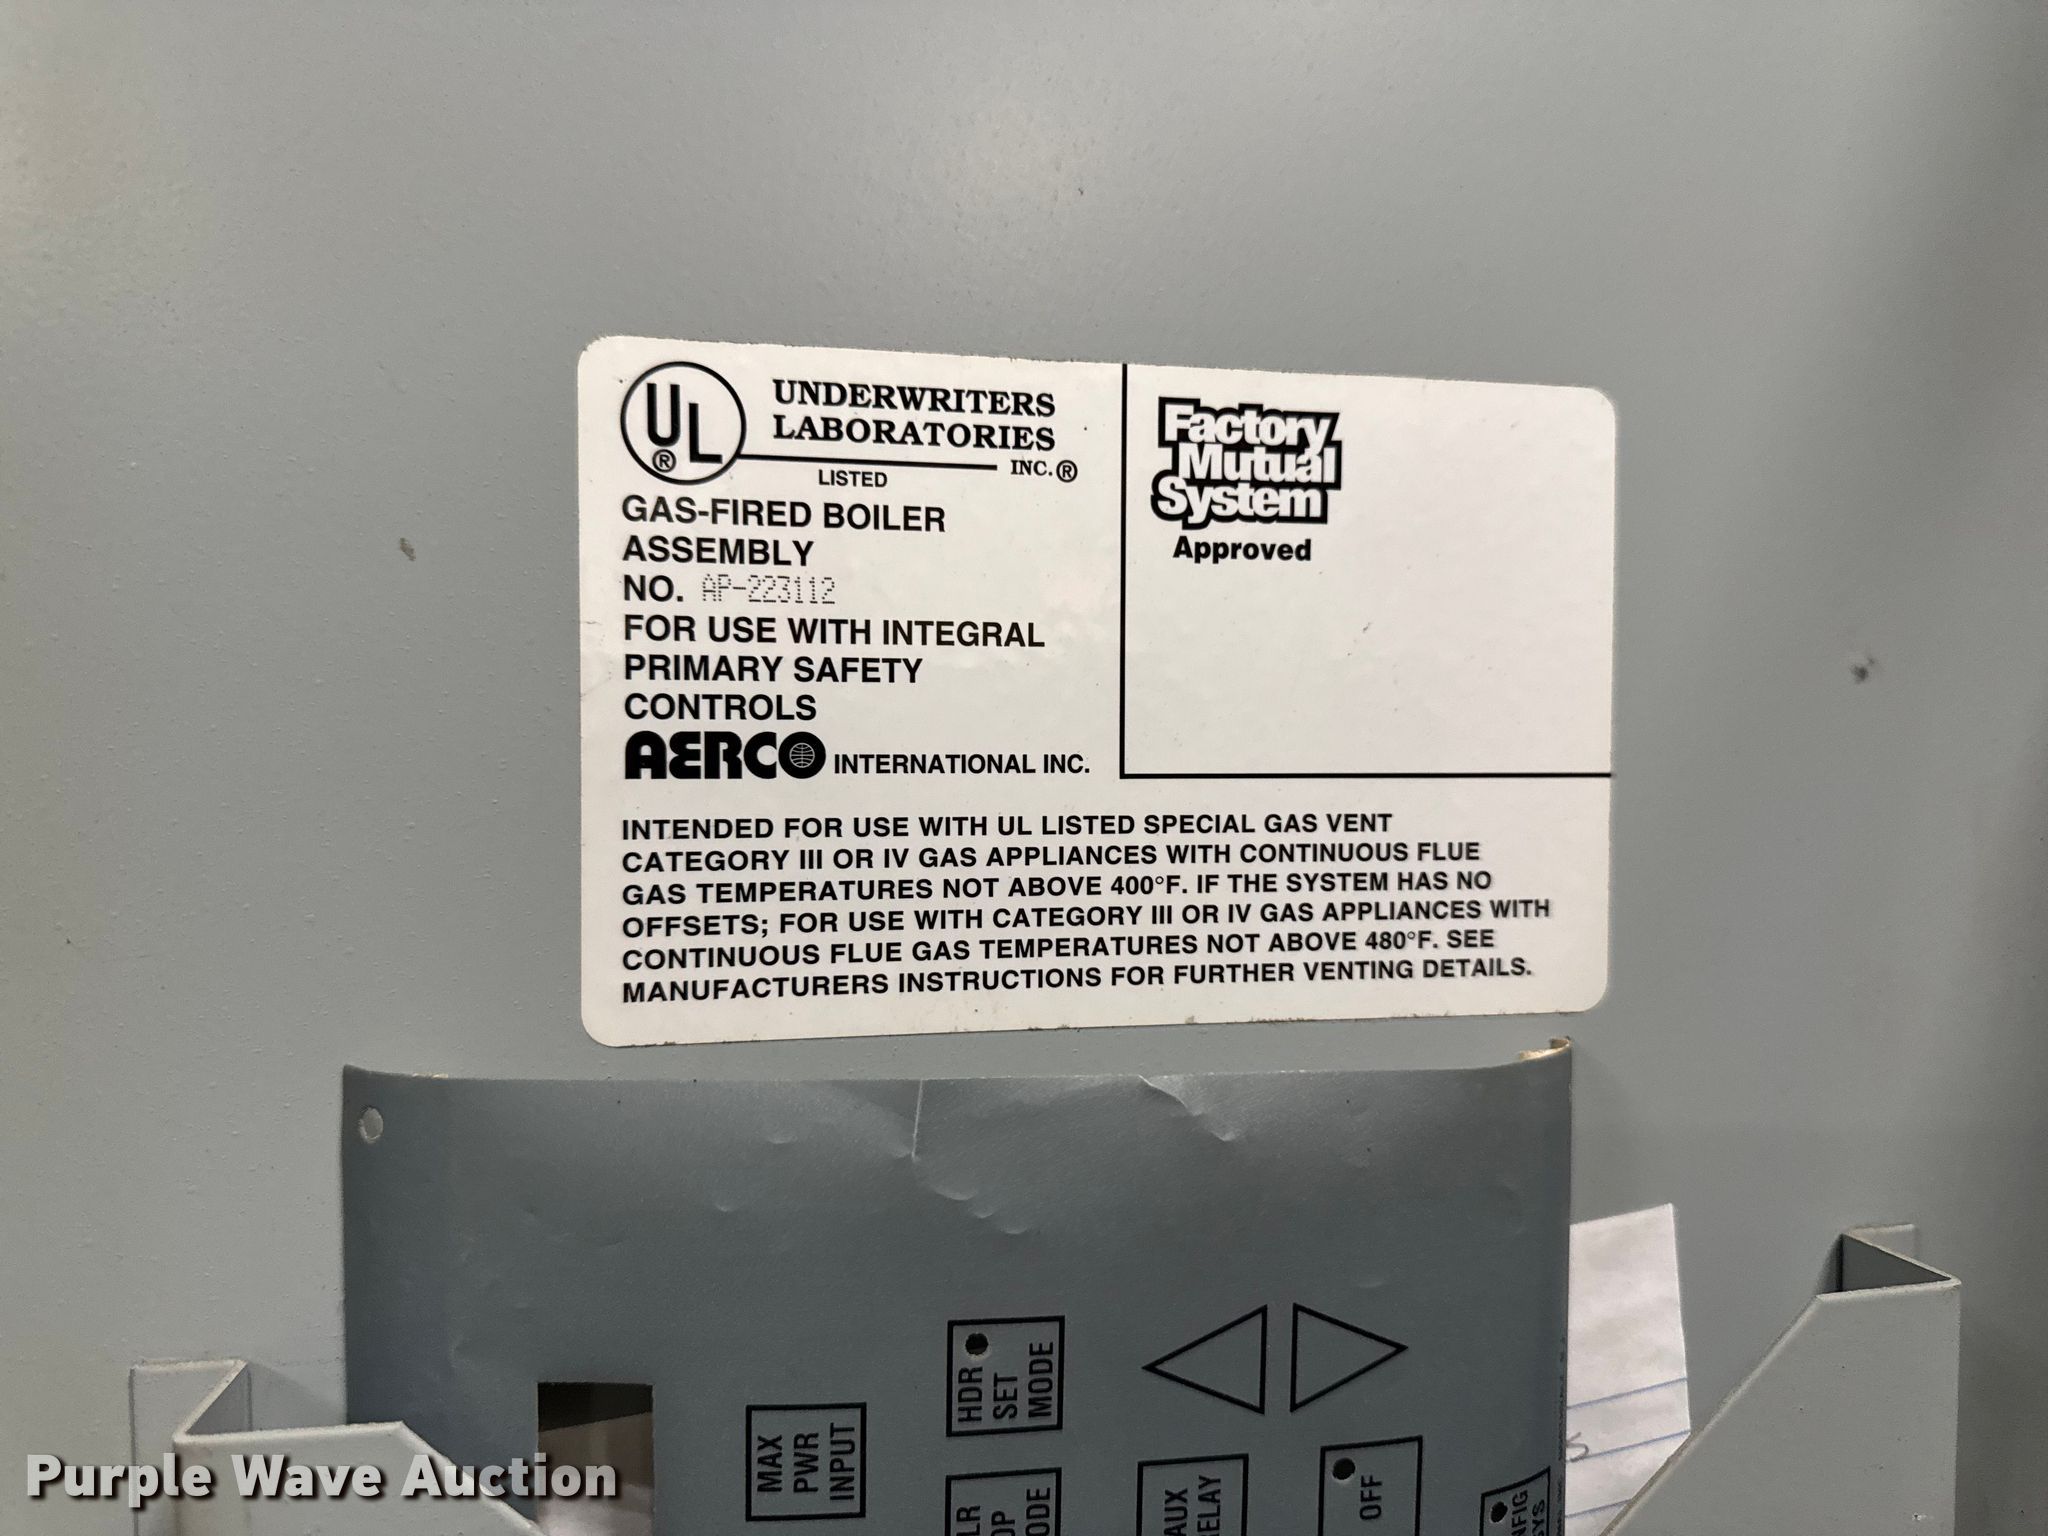 UL®
UNDERWRITERS
LABORATORIES
INC.®
LISTED
GAS-FIRED BOILER
ASSEMBLY
NO. AP-223112
FOR USE WITH INTEGRAL
PRIMARY SAFETY
CONTROLS
AERCO INTERNATIONAL INC.
Factory
Mutual
System
Approved
INTENDED FOR USE WITH UL LISTED SPECIAL GAS VENT
CATEGORY III OR IV GAS APPLIANCES WITH CONTINUOUS FLUE
GAS TEMPERATURES NOT ABOVE 400°F. IF THE SYSTEM HAS NO
OFFSETS; FOR USE WITH CATEGORY III OR IV GAS APPLIANCES WITH
CONTINUOUS FLUE GAS TEMPERATURES NOT ABOVE 480°F. SEE
MANUFACTURERS INSTRUCTIONS FOR FURTHER VENTING DETAILS.
HDR
SET
MODE
MAX
PWR
INPUT
AUX
OFF
Purple Wave Auction